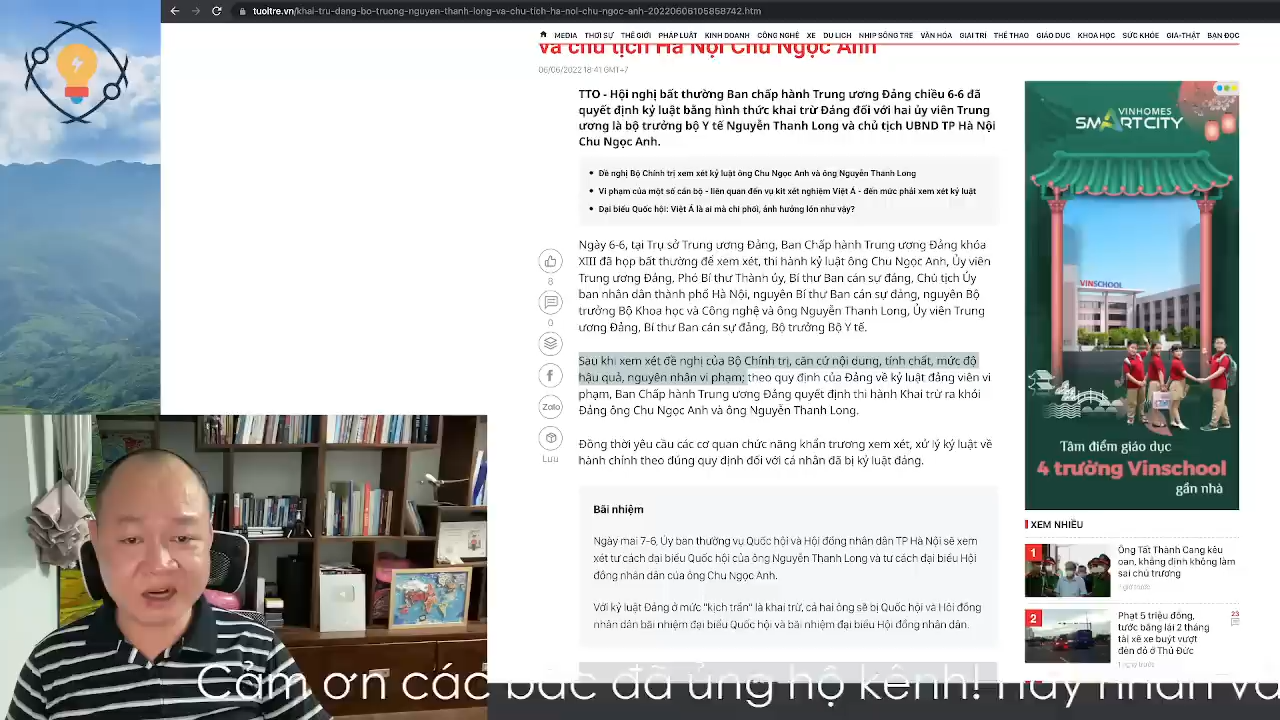 tuoitre.vn/khai-tru-dang-bo-truong-nguyen-thanh-long-va-chu-tich-ha-noi-chu-ngoc-anh-20220606105858742.htm
MEDIA THỜI SỰ THẾ GIỚI PHÁP LUẬT KINH DOANH CÔNG NGHỆ XE DU LỊCH NHỊP SỐNG TRẺ VĂN HÓA GIẢI TRÍ THỂ THAO GIÁO DỤC KHOA HỌC SỨC KHỎE GIẢ-THẬT BẠN ĐỌC
và chủ tịch Hà Nội Chu Ngọc Anh
06/06/2022 18:41 GMT+7
TTO - Hội nghị bất thường Ban chấp hành Trung ương Đảng chiều 6-6 đã
quyết định kỷ luật bằng hình thức khai trừ Đảng đối với hai ủy viên Trung
ương là bộ trưởng bộ Y tế Nguyễn Thanh Long và chủ tịch UBND TP Hà Nội
Chu Ngọc Anh.
Đề nghị Bộ Chính trị xem xét kỷ luật ông Chu Ngọc Anh và ông Nguyễn Thanh Long
Vi phạm của một số cán bộ - liên quan đến vụ kit xét nghiệm Việt Á - đến mức phải xem xét kỷ luật
Đại biểu Quốc hội: Việt Á là ai mà chi phối, ảnh hưởng lớn như vậy?
Ngày 6-6, tại Trụ sở Trung ương Đảng, Ban Chấp hành Trung ương Đảng khóa
XIII đã họp bất thường để xem xét, thi hành kỷ luật ông Chu Ngọc Anh, Ủy viên
Trung ương Đảng, Phó Bí thư Thành ủy, Bí thư Ban cán sự đảng, Chủ tịch Ủy
ban nhân dân thành phố Hà Nội, nguyên Bí thư Ban cán sự đảng, nguyên Bộ
trưởng Bộ Khoa học và Công nghệ và ông Nguyễn Thanh Long, Ủy viên Trung
ương Đảng, Bí thư Ban cán sự đảng, Bộ trưởng Bộ Y tế.
Sau khi xem xét đề nghị của Bộ Chính trị, căn cứ nội dung, tính chất, mức độ
hậu quả, nguyên nhân vi phạm; theo quy định của Đảng về kỷ luật đảng viên vi
phạm, Ban Chấp hành Trung ương Đảng quyết định thi hành Khai trừ ra khỏi
Đảng ông Chu Ngọc Anh và ông Nguyễn Thanh Long.
Đồng thời yêu cầu các cơ quan chức năng khẩn trương xem xét, xử lý kỷ luật về
hành chính theo đúng quy định đối với cá nhân đã bị kỷ luật đảng.
Bãi nhiệm
Ngày mai 7-6, Ủy ban thường vụ Quốc hội và Hội đồng nhân dân TP Hà Nội sẽ xem
xét tư cách đại biểu Quốc hội của ông Nguyễn Thanh Long và tư cách đại biểu Hội
đồng nhân dân của ông Chu Ngọc Anh.
Với kỷ luật Đảng ở mức "kịch trần" là khai trừ, cả hai ông sẽ bị Quốc hội và Hội đồng
nhân dân bãi nhiệm đại biểu Quốc hội và bãi nhiệm đại biểu Hội đồng nhân dân.
8
0
Zalo
Lưu
VINHOMES
SMARTCITY
VINSCHOOL
Tâm điểm giáo dục
4 trường Vinschool
gần nhà
XEM NHIỀU
1
Ông Tất Thành Cang kêu
oan, khẳng định không làm
sai chủ trương
1 giờ trước
2
Phạt 5 triệu đồng,
tước bằng lái 2 tháng
tài xế xe buýt vượt
đèn đỏ ở Thủ Đức
1 giờ trước
23
Cảm ơn các bác đã ủng hộ kênh! Hãy nhấn và